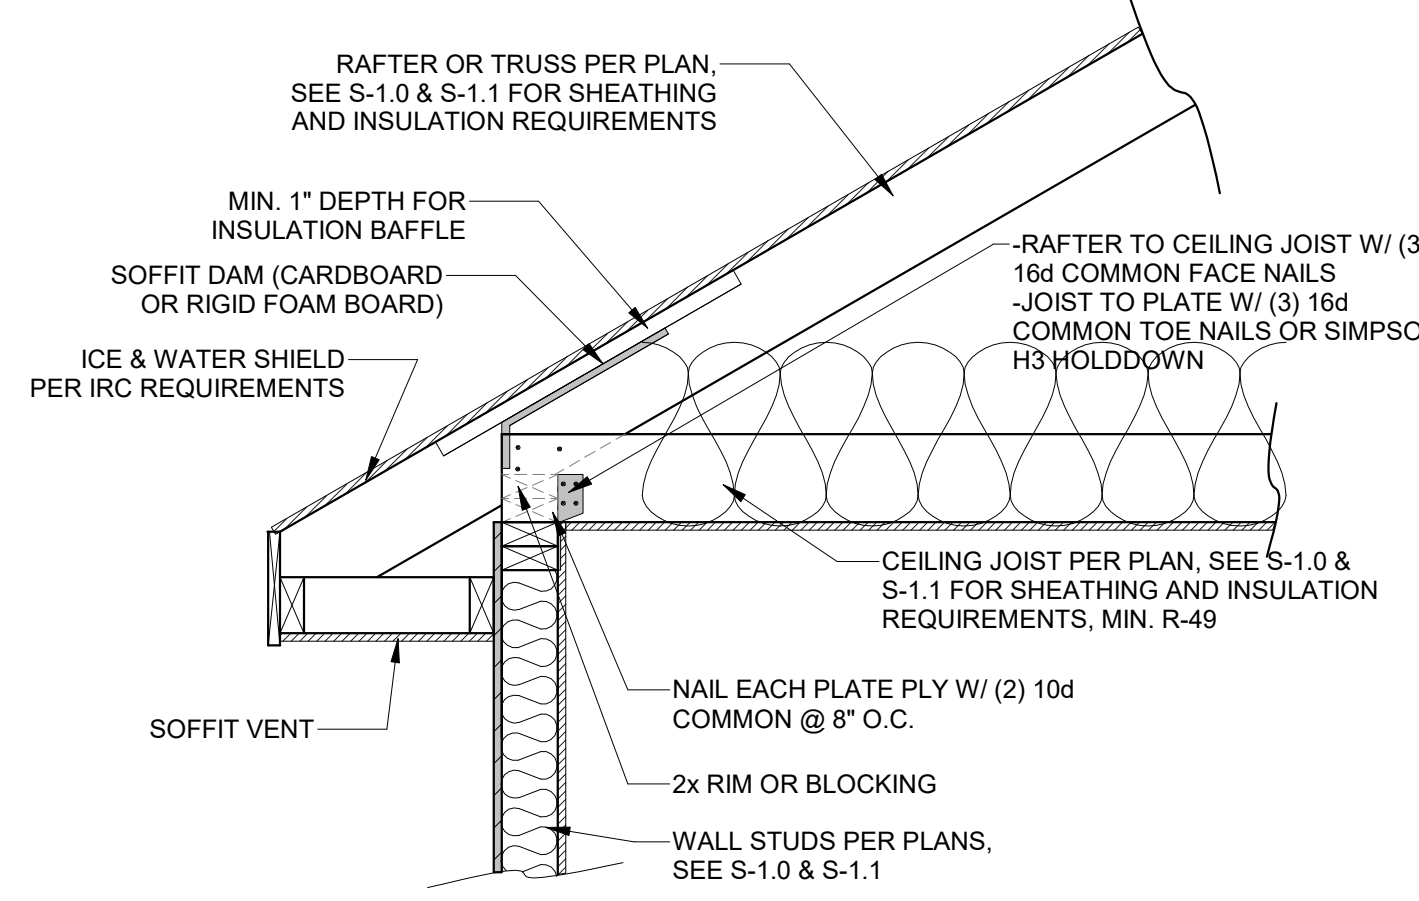 RAFTER OR TRUSS PER PLAN,
SEE S-1.0 & S-1.1 FOR SHEATHING
AND INSULATION REQUIREMENTS
MIN. 1" DEPTH FOR
INSULATION BAFFLE
SOFFIT DAM (CARDBOARD
OR RIGID FOAM BOARD)
ICE & WATER SHIELD
PER IRC REQUIREMENTS
-RAFTER TO CEILING JOIST W/ (3
16d COMMON FACE NAILS
-JOIST TO PLATE W/ (3) 16d
COMMON TOE NAILS OR SIMPSO
H3 HOLDDOWN
CEILING JOIST PER PLAN, SEE S-1.0 &
S-1.1 FOR SHEATHING AND INSULATION
REQUIREMENTS, MIN. R-49
NAIL EACH PLATE PLY W/ (2) 10d
COMMON @ 8" O.C.
SOFFIT VENT
2x RIM OR BLOCKING
WALL STUDS PER PLANS,
SEE S-1.0 & S-1.1